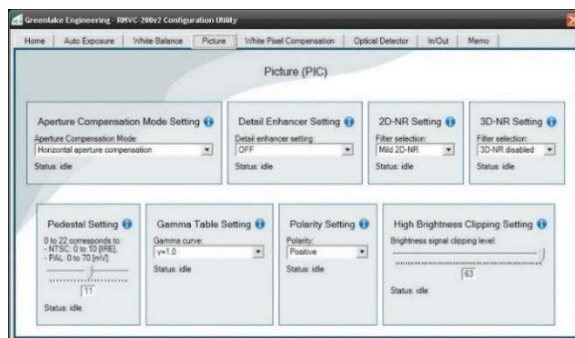 Greenlake Engineering - RMVC-200v2 Configuration Utility
Home Auto Exposure White Balance Picture White Pixel Compensation Optical Detector In/Out Memo
Picture (PIC)
Aperture Compensation Mode Setting
Aperture Compensation Mode:
Horizontal aperture compensation
Status: idle
Detail Enhancer Setting
Detail enhancer setting:
OFF
Status: idle
2D-NR Setting
Filter selection:
Mild 2D-NR
Status: idle
3D-NR Setting
Filter selection:
3D-NR disabled
Status: idle
Pedestal Setting
0 to 22 corresponds to:
- NTSC: 0 to 10 [IRE].
- PAL: 0 to 70 [mV].
11
Status: idle
Gamma Table Setting
Gamma curve:
γ=1.0
Status: idle
Polarity Setting
Polarity:
Positive
Status: idle
High Brightness Clipping Setting
Brightness signal clipping level:
63
Status: idle